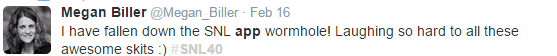 Megan Biller @Megan_Biller · Feb 16
I have fallen down the SNL app wormhole! Laughing so hard to all these
awesome skits :) #SNL40